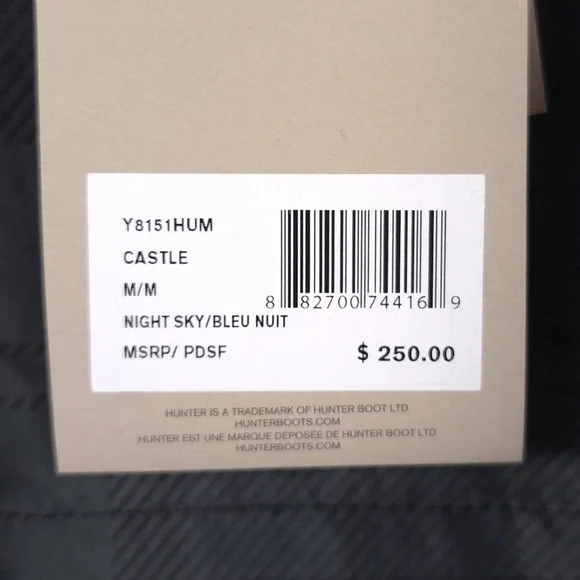 Y8151HUM
CASTLE
M/M
8 82700 74416 9
NIGHT SKY/BLEU NUIT
MSRP/ PDSF $ 250.00
HUNTER IS A TRADEMARK OF HUNTER BOOT LTD
HUNTERBOOTS.COM
HUNTER EST UNE MARQUE DÉPOSÉE DE HUNTER BOOT LTD
HUNTERBOOTS.COM